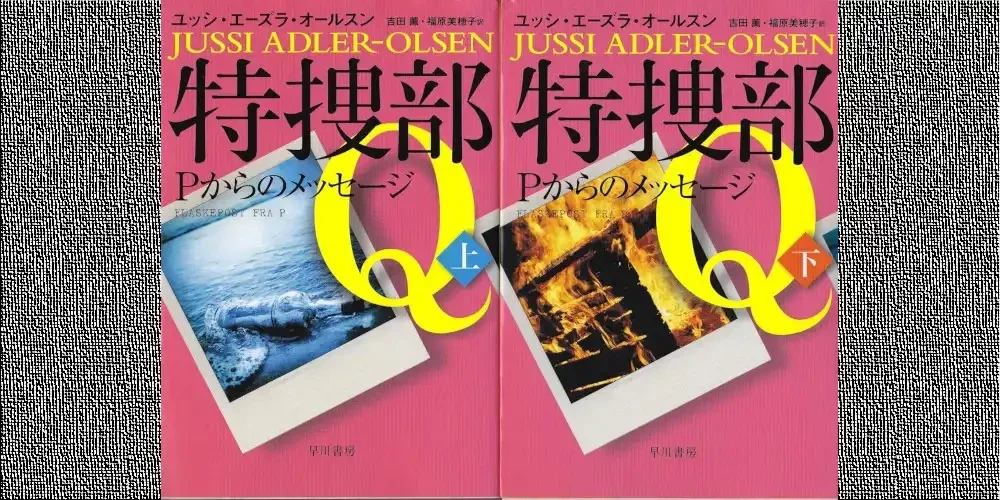 ユッシ・エーズラ・オールスン
吉田 薫・福原美穂子訳
JUSSI ADLER-OLSEN
特捜部
Q
Pからのメッセージ
FLASKEPOST FRA P
上
早川書房
ユッシ・エーズラ・オールスン
吉田 薫・福原美穂子訳
JUSSI ADLER-OLSEN
特捜部
Q
Pからのメッセージ
FLASKEPOST FRA P
下
早川書房